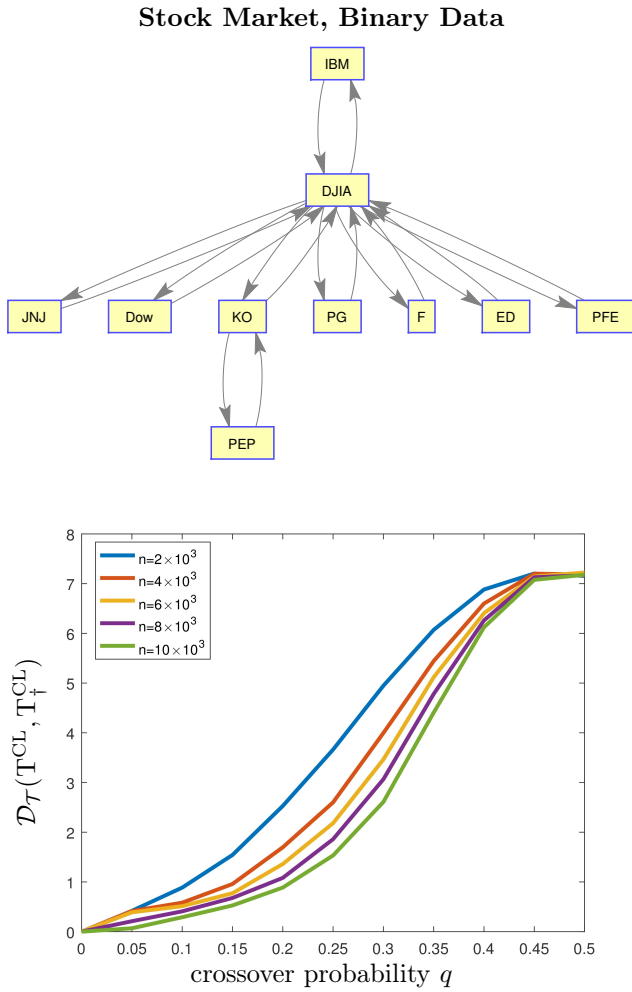 Stock Market, Binary Data
IBM
DJIA
JNJ Dow KO PG F ED PFE
PEP
8
7
6
5
4
3
2
1
0
n=2×10³
n=4×10³
n=6×10³
n=8×10³
n=10×10³
𝒟_𝒯(T^CL, T_†^CL)
0 0.05 0.1 0.15 0.2 0.25 0.3 0.35 0.4 0.45 0.5
crossover probability q